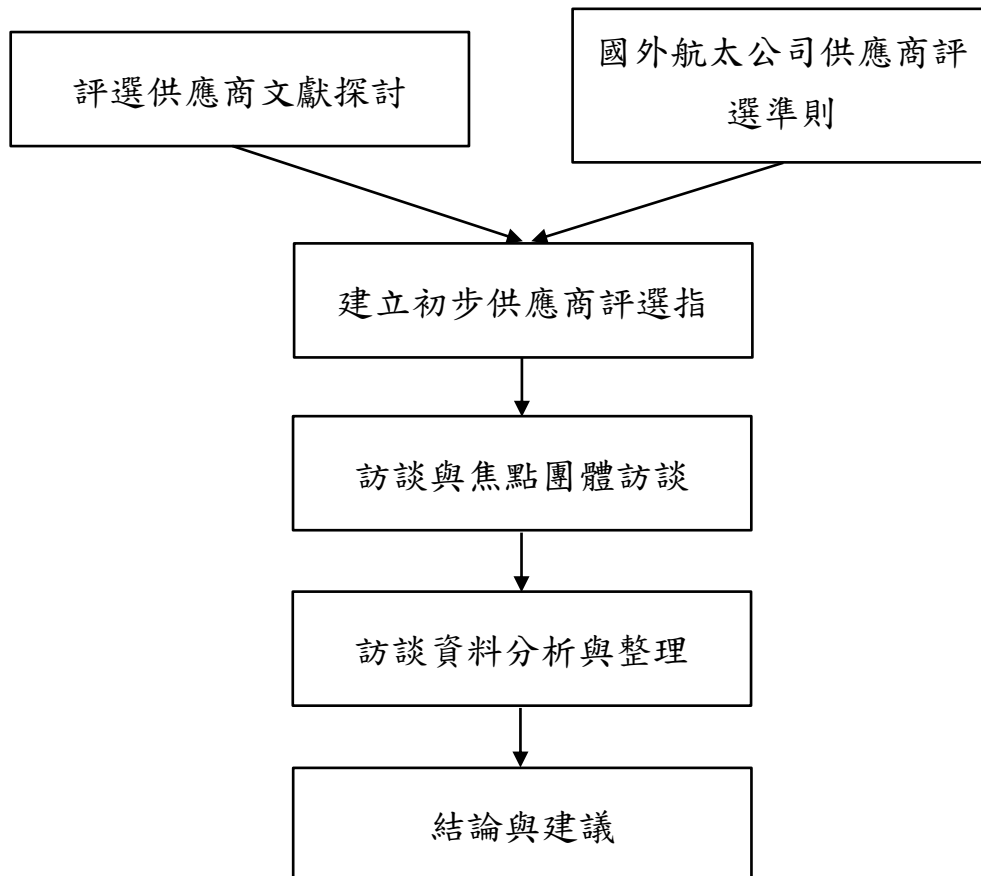 評選供應商文獻探討
國外航太公司供應商評
選準則
建立初步供應商評選指
訪談與焦點團體訪談
訪談資料分析與整理
結論與建議